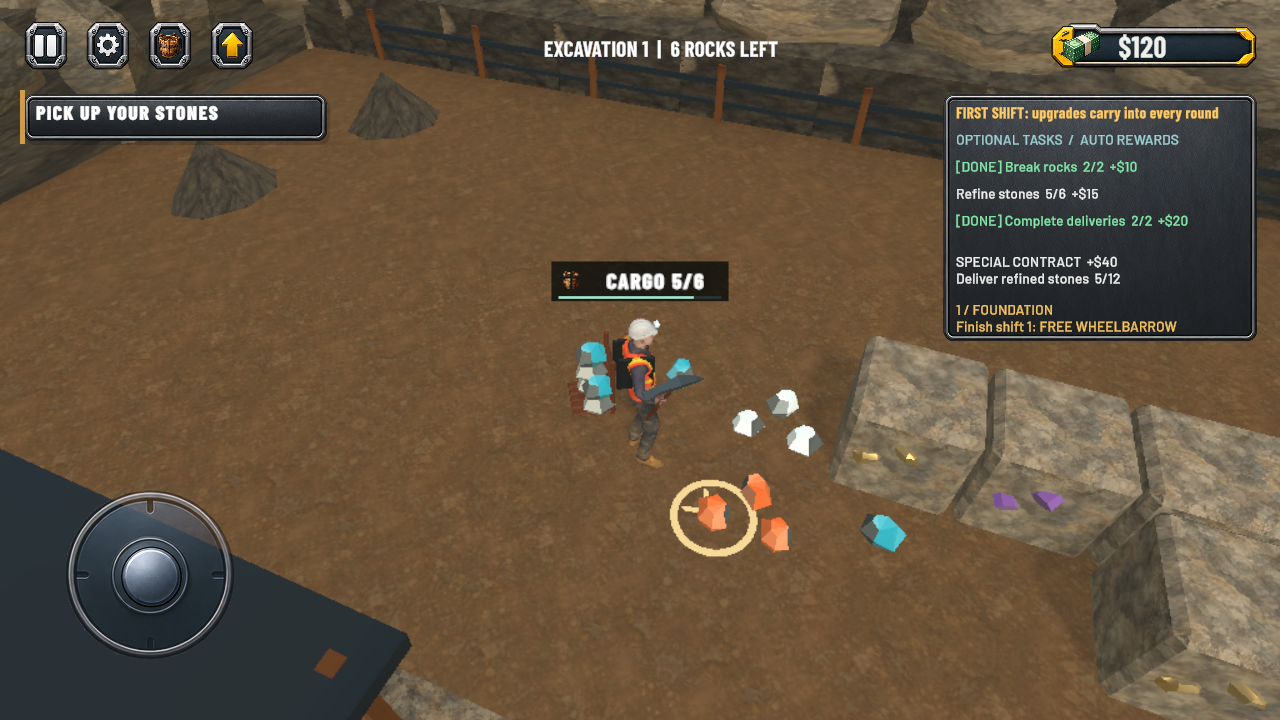 EXCAVATION 1 | 6 ROCKS LEFT
$120
PICK UP YOUR STONES
FIRST SHIFT: upgrades carry into every round
OPTIONAL TASKS / AUTO REWARDS
[DONE] Break rocks 2/2 +$10
Refine stones 5/6 +$15
[DONE] Complete deliveries 2/2 +$20
SPECIAL CONTRACT +$40
Deliver refined stones 5/12
1 / FOUNDATION
Finish shift 1: FREE WHEELBARROW
CARGO 5/6